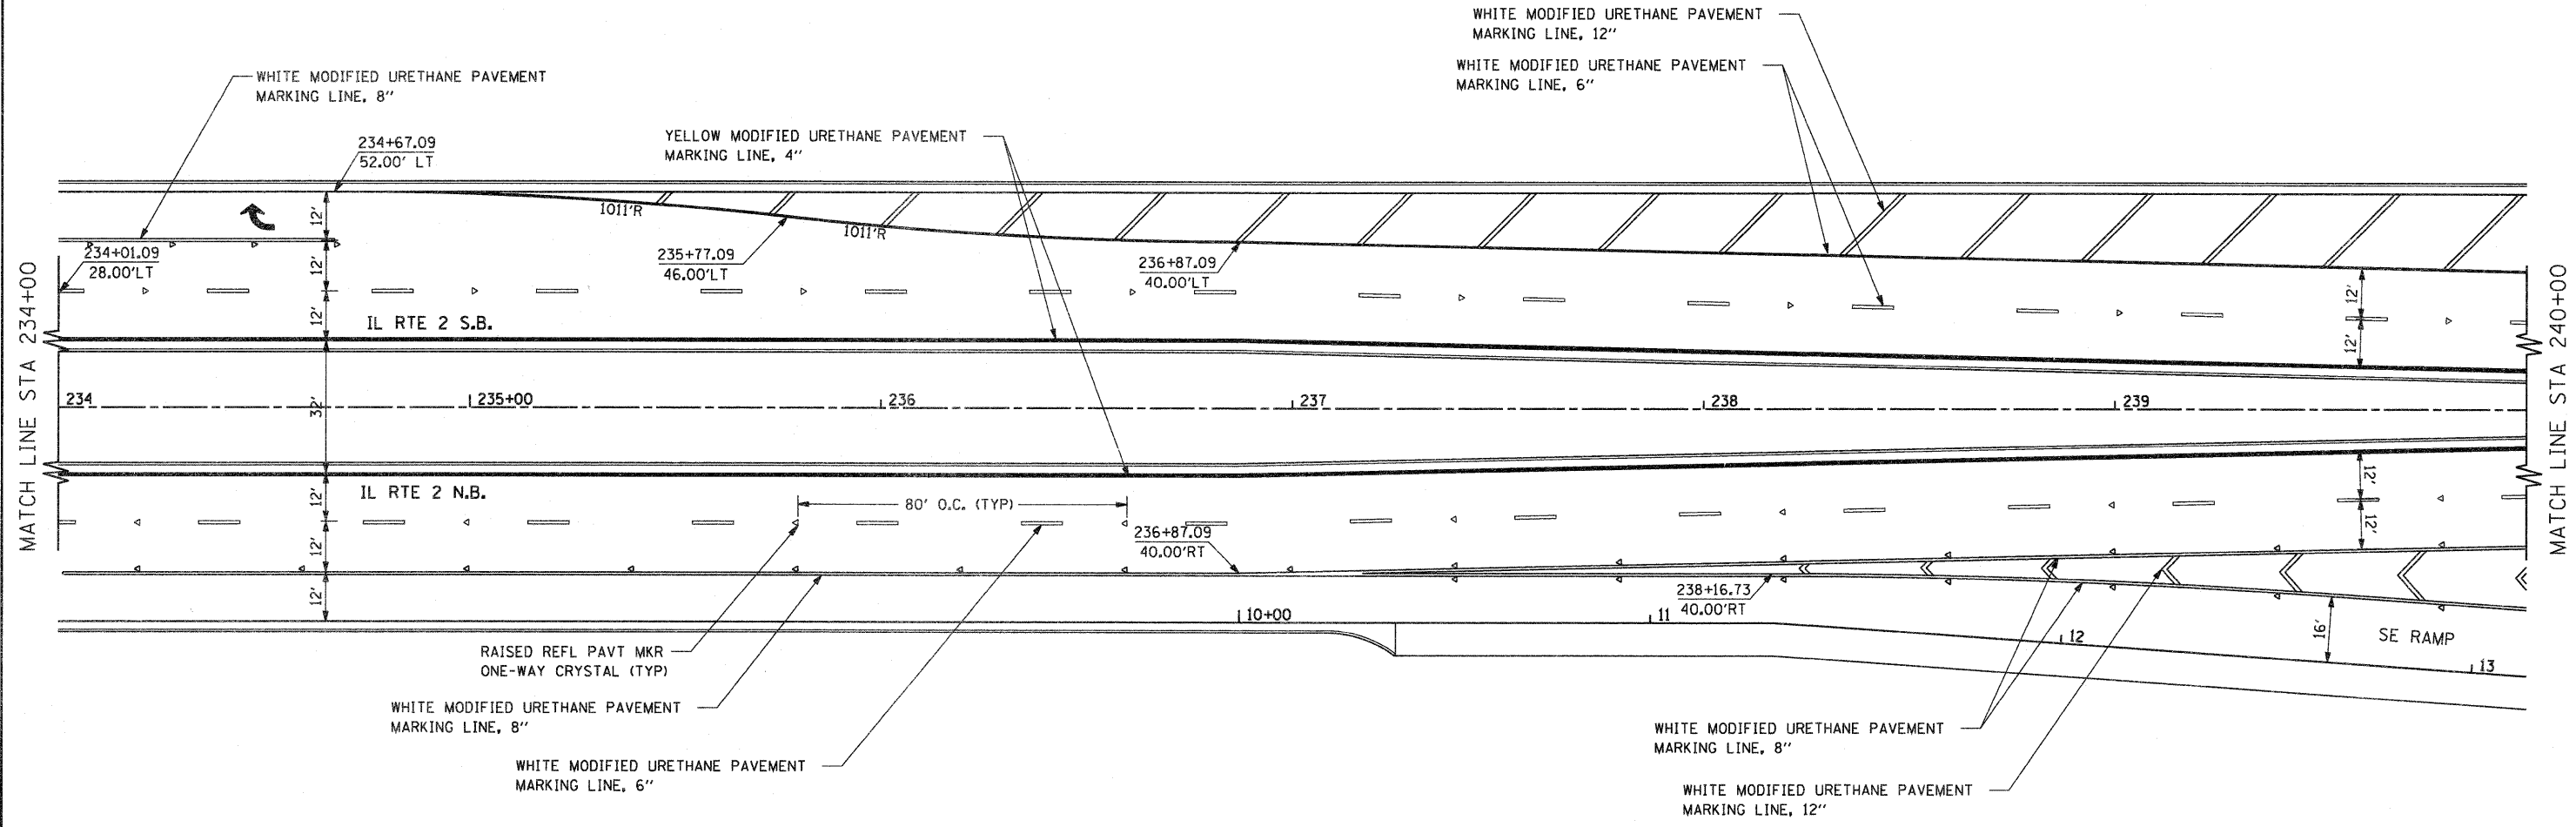 WHITE MODIFIED URETHANE PAVEMENT
MARKING LINE, 12"
WHITE MODIFIED URETHANE PAVEMENT
MARKING LINE, 6"
WHITE MODIFIED URETHANE PAVEMENT
MARKING LINE, 8"
YELLOW MODIFIED URETHANE PAVEMENT
MARKING LINE, 4"
234+67.09
52.00' LT
12'
1011'R
1011'R
234+01.09
28.00'LT
12'
235+77.09
46.00'LT
236+87.09
40.00'LT
12'
IL RTE 2 S.B.
12'
12'
MATCH LINE STA 234+00
MATCH LINE STA 240+00
234
235+00
236
237
238
239
32'
IL RTE 2 N.B.
12'
12'
12'
80' O.C. (TYP)
236+87.09
40.00'RT
12'
12'
238+16.73
40.00'RT
10+00
11
12
13
16'
SE RAMP
RAISED REFL PAVT MKR
ONE-WAY CRYSTAL (TYP)
WHITE MODIFIED URETHANE PAVEMENT
MARKING LINE, 8"
WHITE MODIFIED URETHANE PAVEMENT
MARKING LINE, 6"
WHITE MODIFIED URETHANE PAVEMENT
MARKING LINE, 8"
WHITE MODIFIED URETHANE PAVEMENT
MARKING LINE, 12"